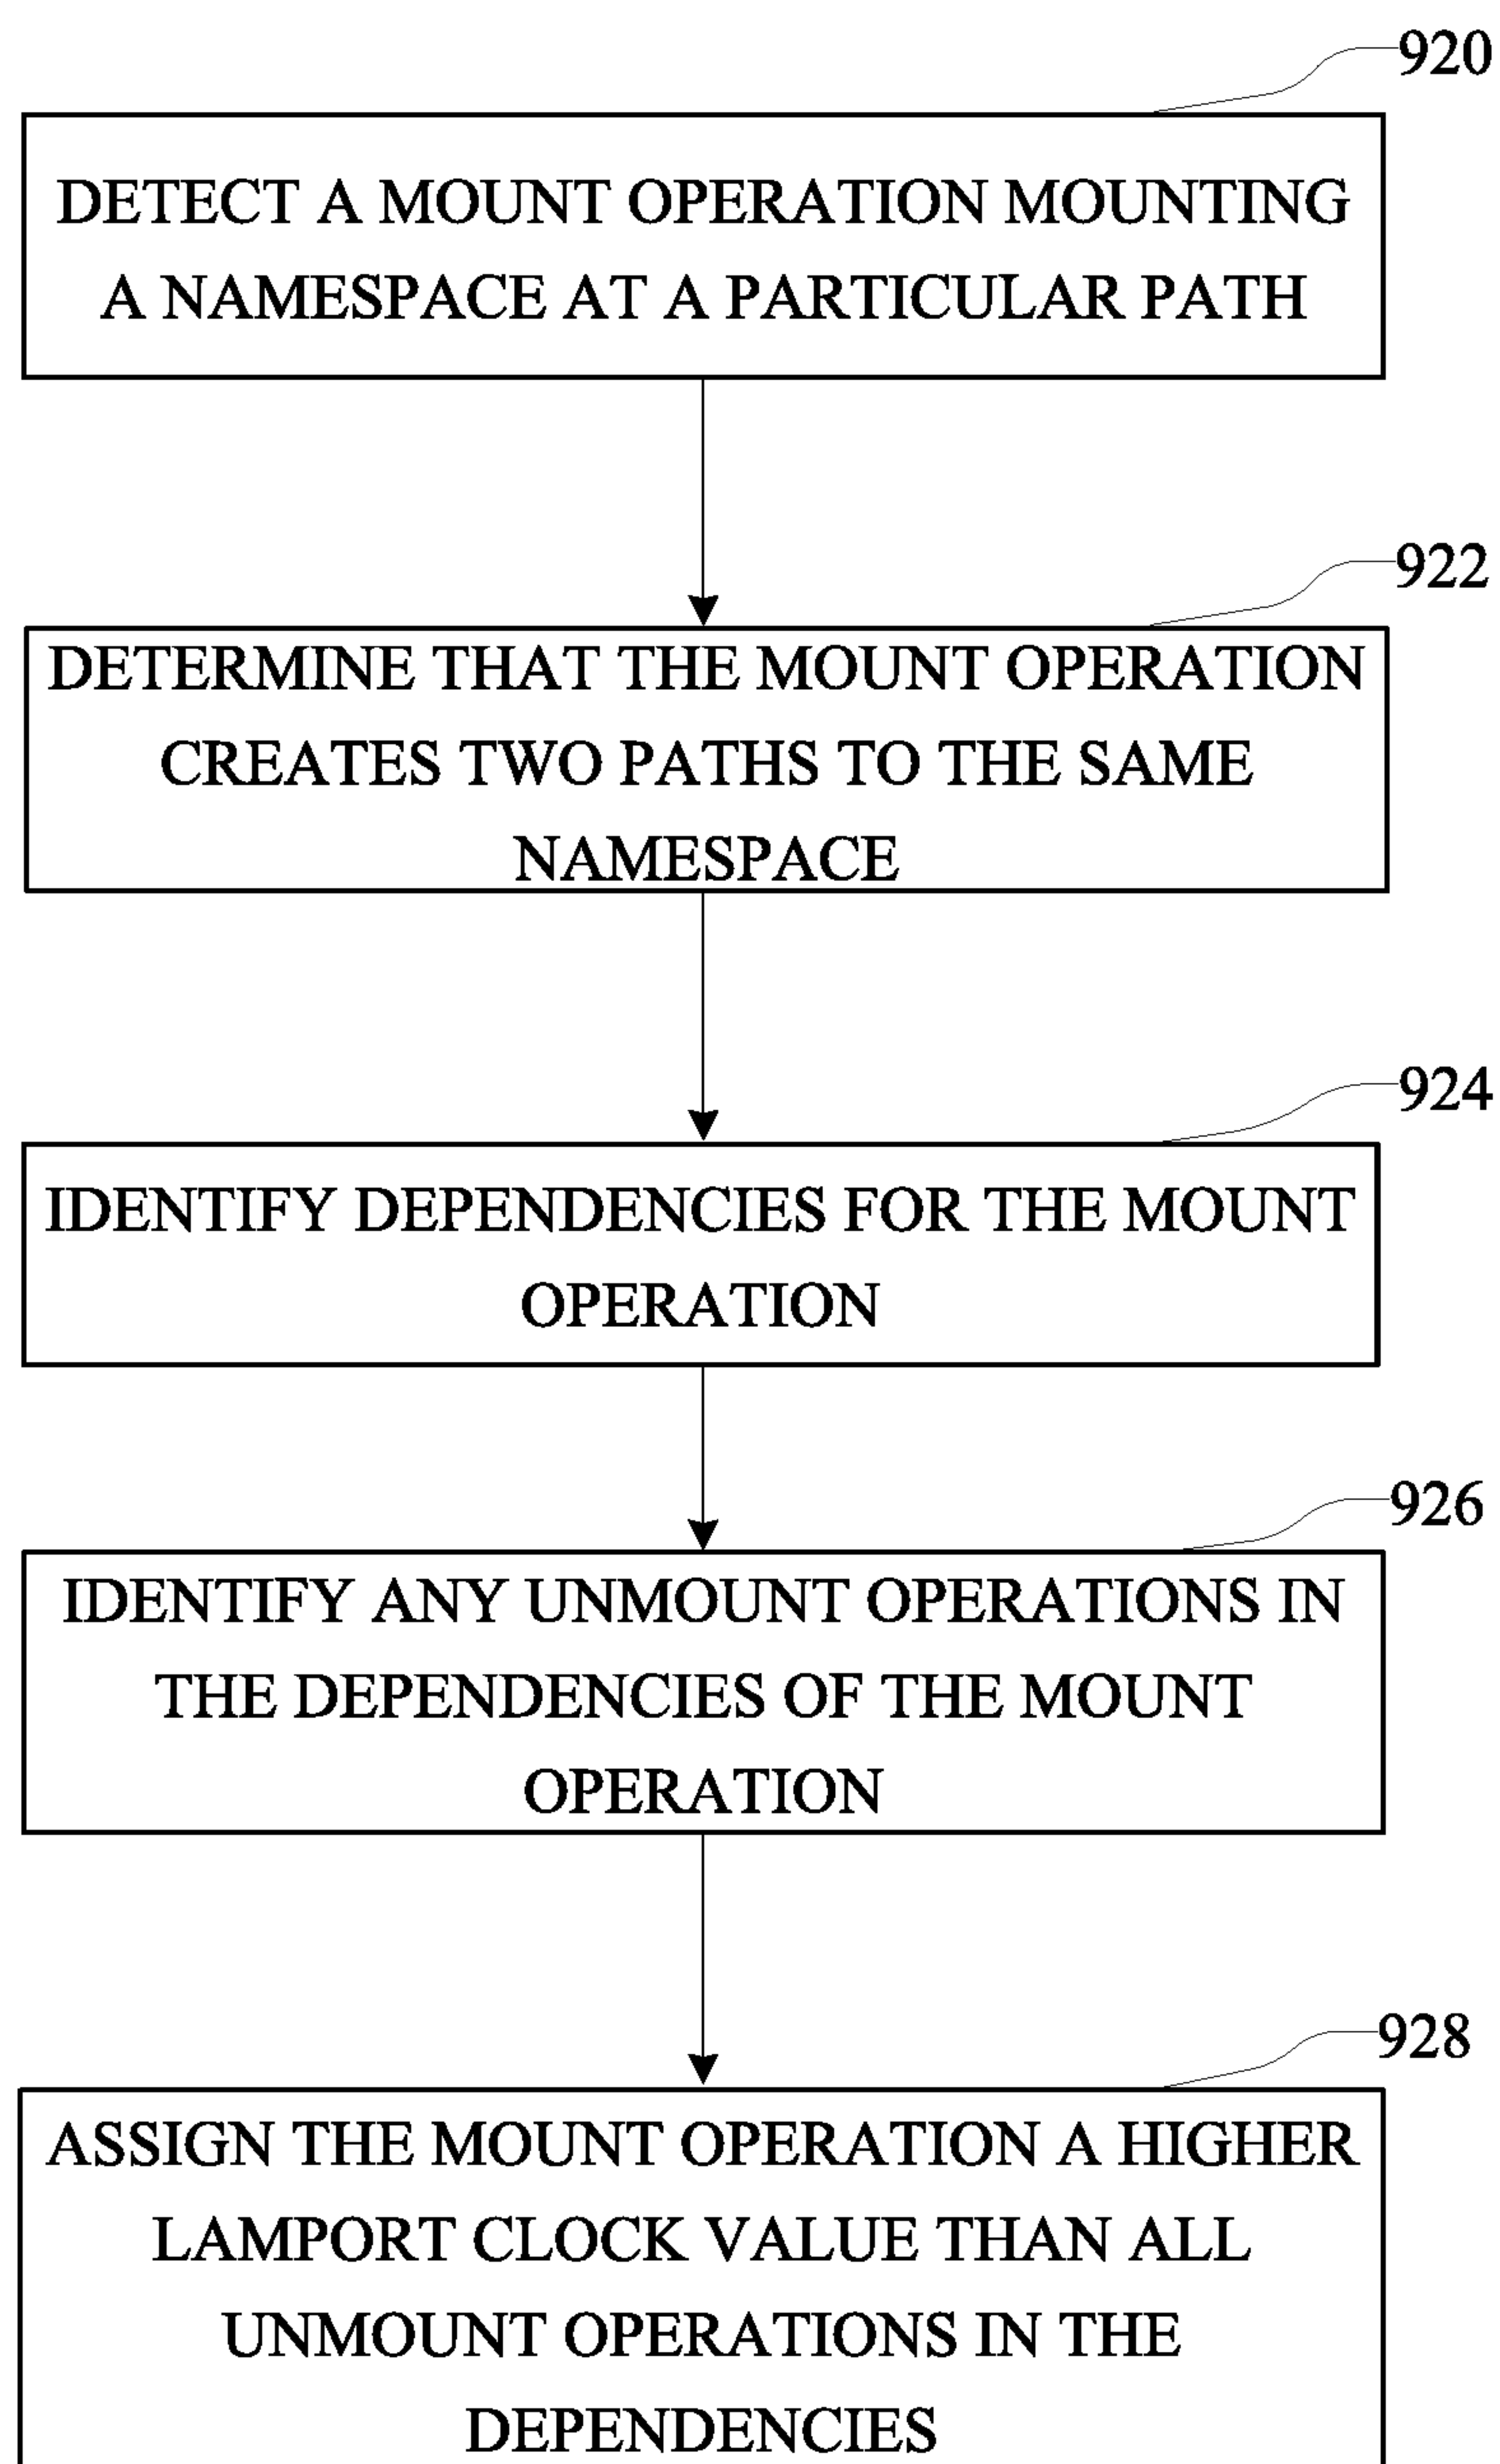 920
DETECT A MOUNT OPERATION MOUNTING
A NAMESPACE AT A PARTICULAR PATH
922
DETERMINE THAT THE MOUNT OPERATION
CREATES TWO PATHS TO THE SAME
NAMESPACE
924
IDENTIFY DEPENDENCIES FOR THE MOUNT
OPERATION
926
IDENTIFY ANY UNMOUNT OPERATIONS IN
THE DEPENDENCIES OF THE MOUNT
OPERATION
928
ASSIGN THE MOUNT OPERATION A HIGHER
LAMPORT CLOCK VALUE THAN ALL
UNMOUNT OPERATIONS IN THE
DEPENDENCIES